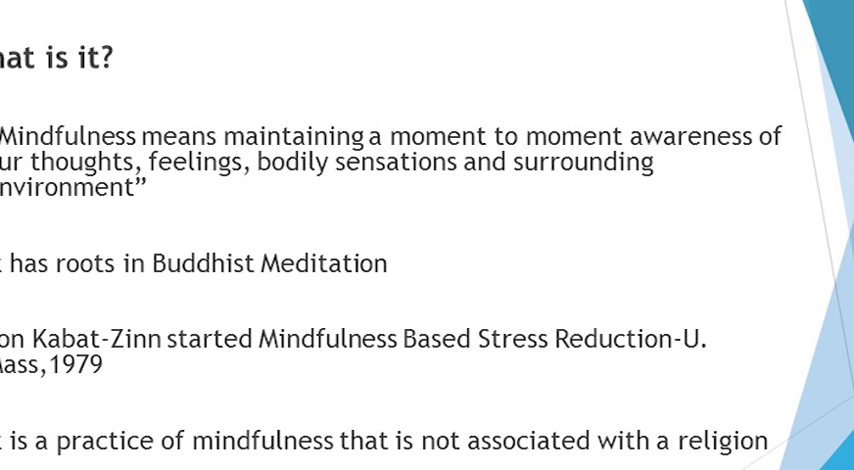 at is it?
Mindfulness means maintaining a moment to moment awareness of
ur thoughts, feelings, bodily sensations and surrounding
nvironment”
has roots in Buddhist Meditation
on Kabat-Zinn started Mindfulness Based Stress Reduction-U.
ass,1979
is a practice of mindfulness that is not associated with a religion